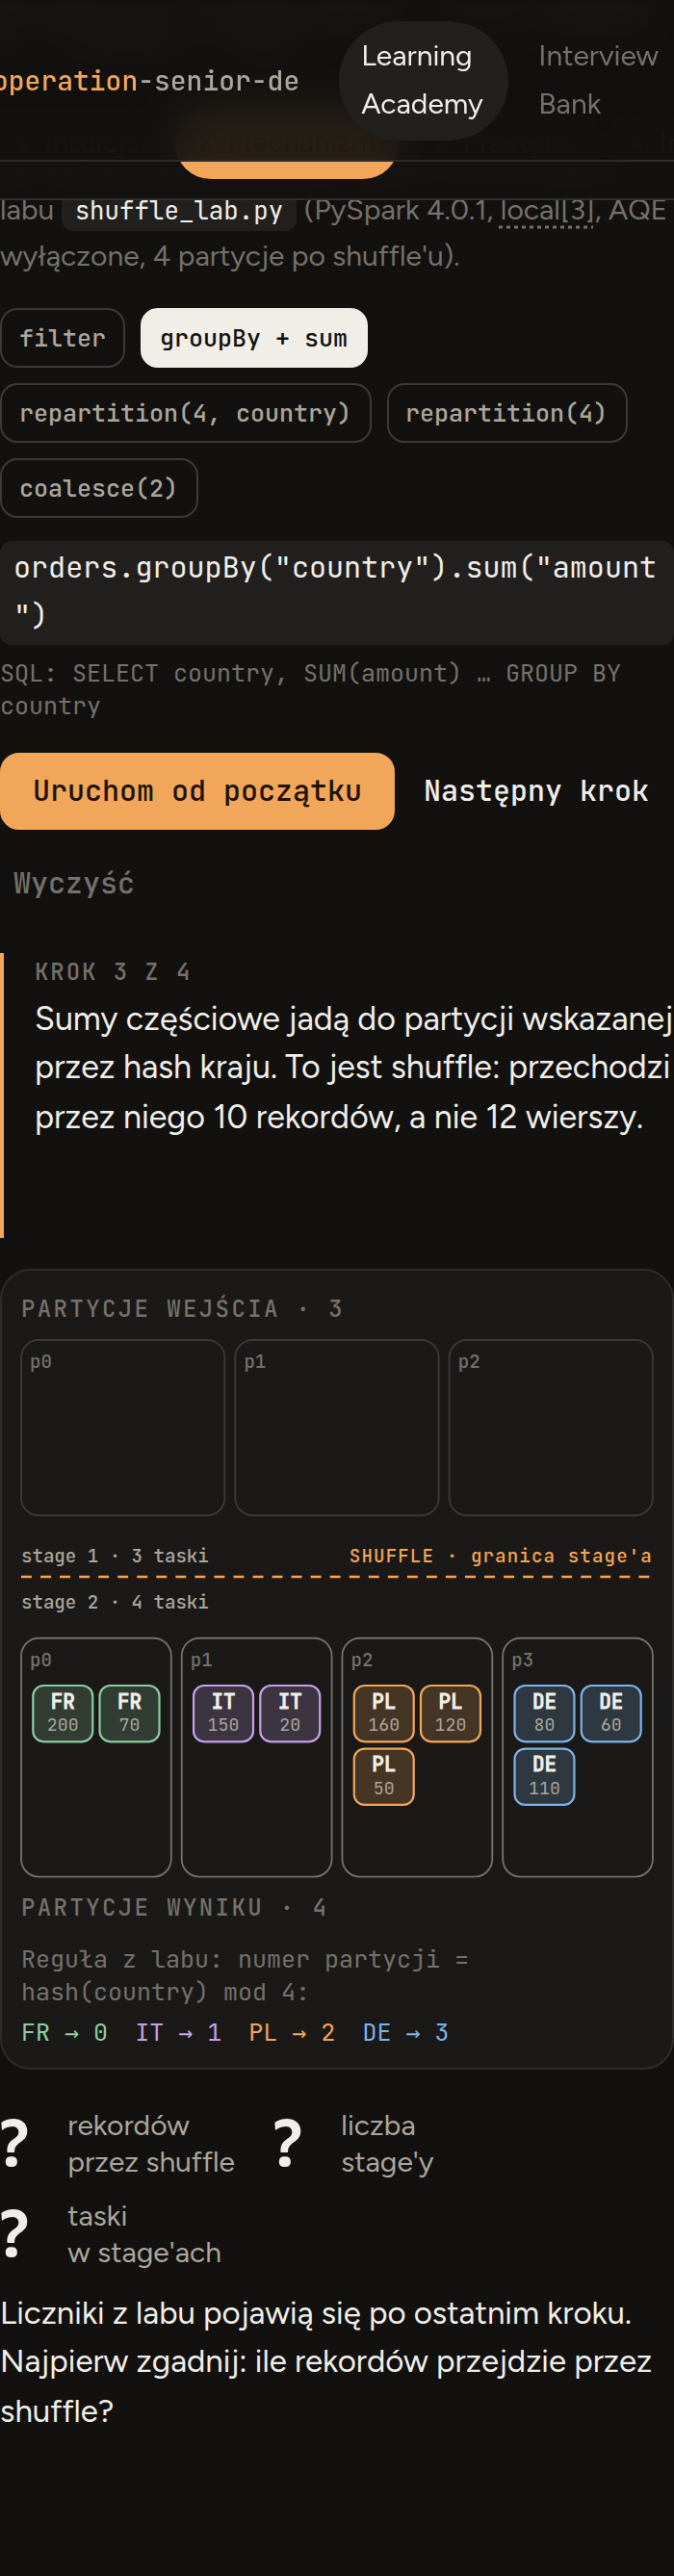 operation-senior-de
Learning
Academy
Interview
Bank
labu shuffle_lab.py (PySpark 4.0.1, local[3], AQE
wyłączone, 4 partycje po shuffle'u).
filter
groupBy + sum
repartition(4, country)
repartition(4)
coalesce(2)
orders.groupBy("country").sum("amount
")
SQL: SELECT country, SUM(amount) … GROUP BY
country
Uruchom od początku
Następny krok
Wyczyść
KROK 3 Z 4
Sumy częściowe jadą do partycji wskazanej
przez hash kraju. To jest shuffle: przechodzi
przez niego 10 rekordów, a nie 12 wierszy.
PARTYCJE WEJŚCIA · 3
p0
p1
p2
stage 1 · 3 taski
SHUFFLE · granica stage'a
stage 2 · 4 taski
p0
FR
200
FR
70
p1
IT
150
IT
20
p2
PL
160
PL
120
PL
50
p3
DE
80
DE
60
DE
110
PARTYCJE WYNIKU · 4
Reguła z labu: numer partycji =
hash(country) mod 4:
FR → 0 IT → 1 PL → 2 DE → 3
?
rekordów
przez shuffle
?
liczba
stage'y
?
taski
w stage'ach
Liczniki z labu pojawią się po ostatnim kroku.
Najpierw zgadnij: ile rekordów przejdzie przez
shuffle?